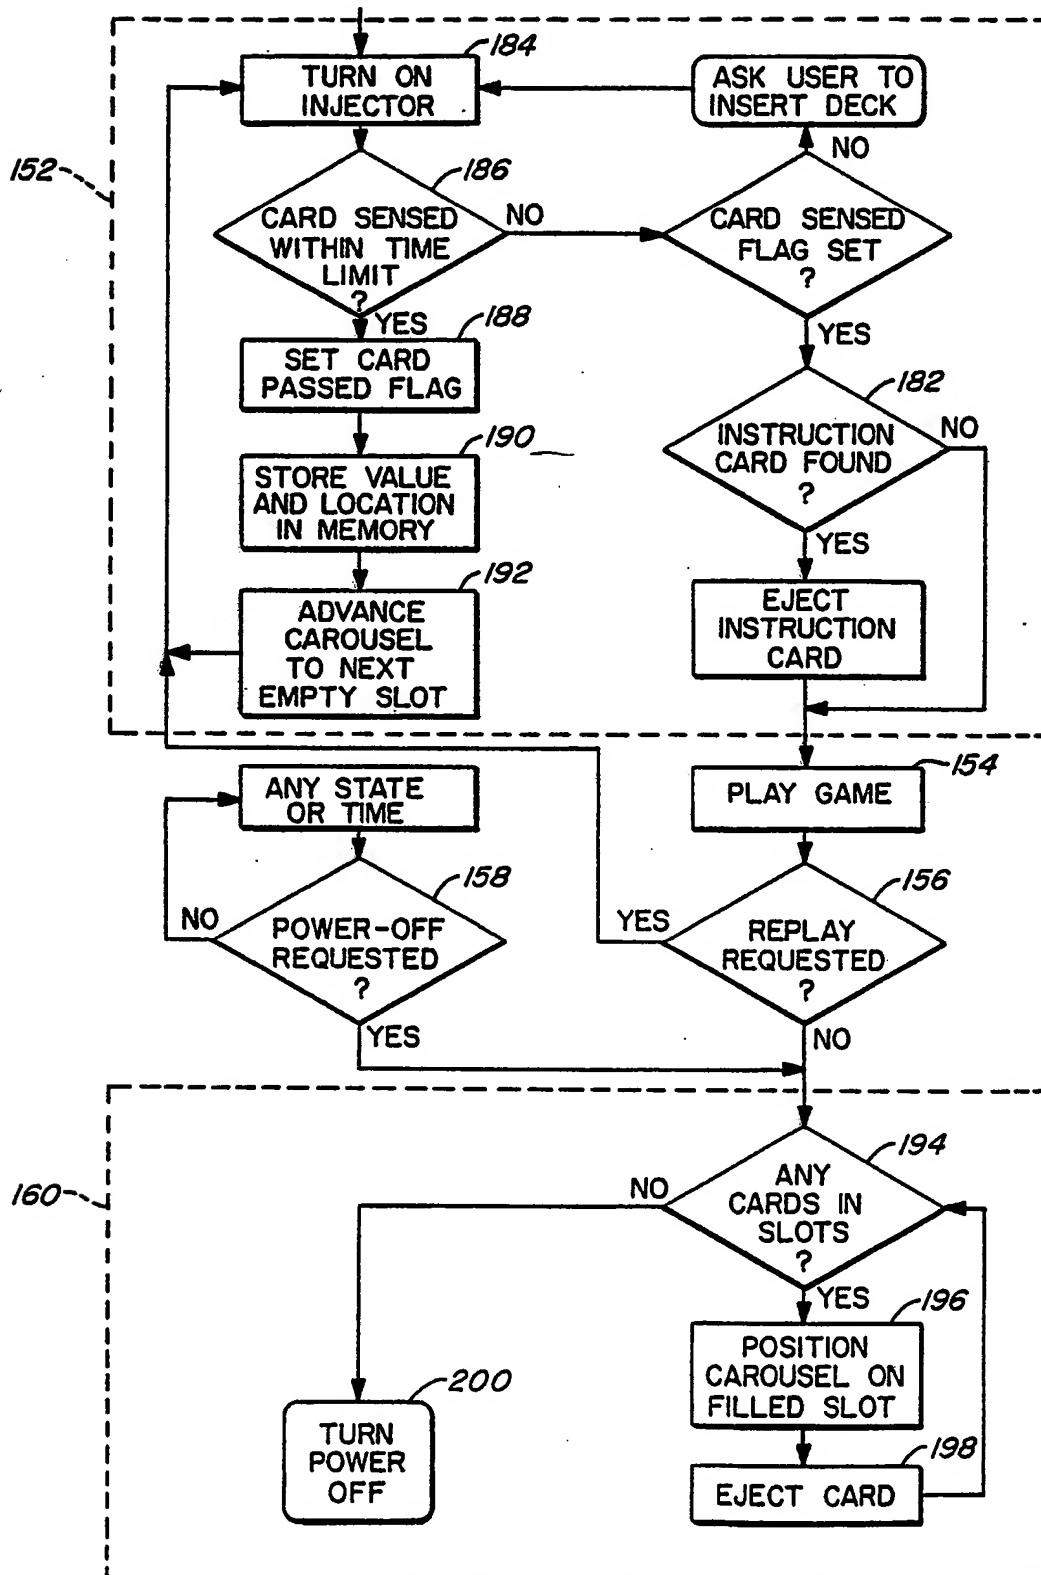 184
TURN ON
INJECTOR
ASK USER TO
INSERT DECK
NO
152
186
CARD SENSED
WITHIN TIME
LIMIT
?
NO
CARD SENSED
FLAG SET
?
YES
188
YES
SET CARD
PASSED FLAG
182
INSTRUCTION
CARD FOUND
?
NO
190
STORE VALUE
AND LOCATION
IN MEMORY
YES
192
ADVANCE
CAROUSEL
TO NEXT
EMPTY SLOT
EJECT
INSTRUCTION
CARD
154
ANY STATE
OR TIME
PLAY GAME
158
NO
POWER-OFF
REQUESTED
?
YES
156
YES
REPLAY
REQUESTED
?
NO
160
194
NO
ANY
CARDS IN
SLOTS
?
YES
196
POSITION
CAROUSEL ON
FILLED SLOT
200
TURN
POWER
OFF
198
EJECT CARD